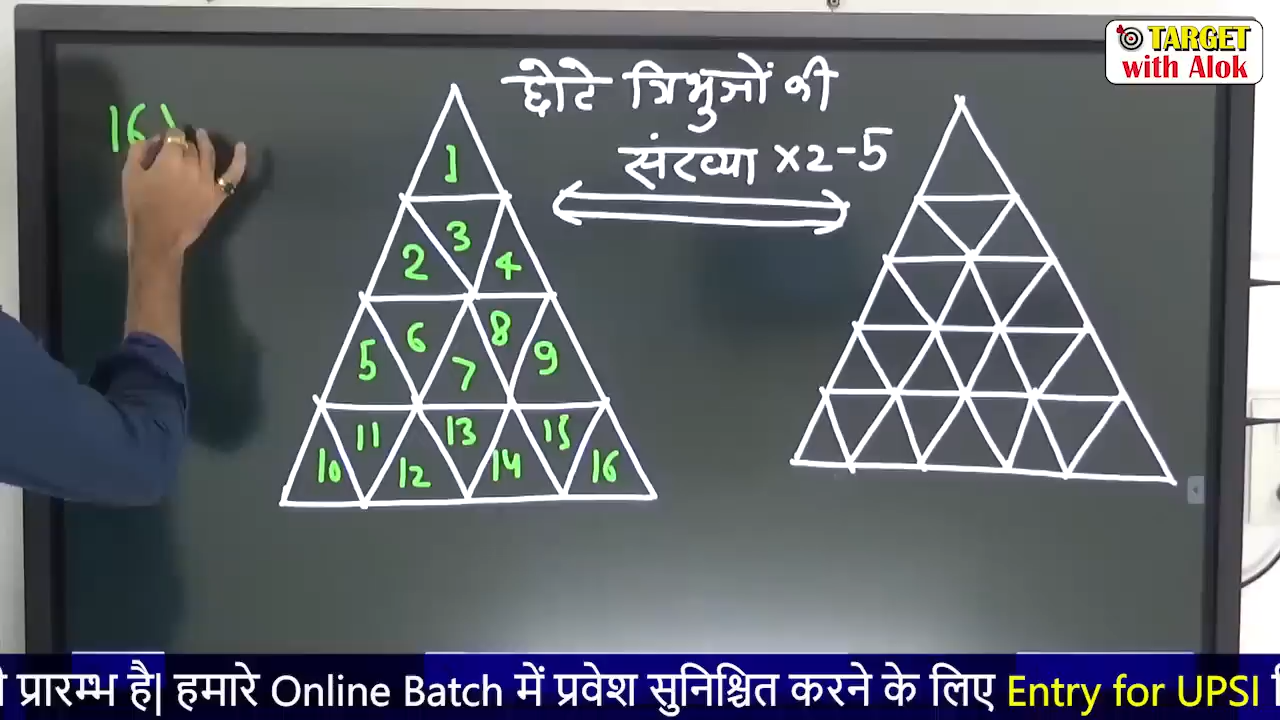 TARGET
with Alok
छोटे त्रिभुजों की
संख्या ×2-5
16
1
2 3 4
5 6 7 8 9
10 11 12 13 14 15 16
प्रारम्भ है| हमारे Online Batch में प्रवेश सुनिश्चित करने के लिए Entry for UPSI